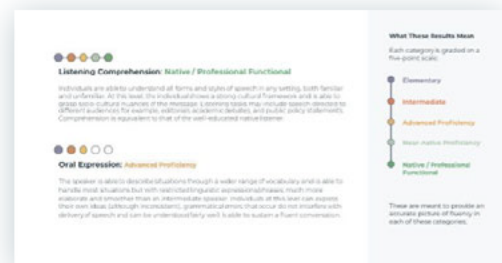 Listening Comprehension: Native / Professional Functional
Individuals are able to understand all forms and styles of speech in any setting, both familiar
and unfamiliar. At this level, the individual shows a strong cultural framework and is able to
grasp socio-cultural nuances of the message. Listening tasks may include speech directed to
different audiences for example, editorials, academic debates, and public policy statements.
Comprehension is equivalent to that of the well-educated native listener.
Oral Expression: Advanced Proficiency
The speaker is able to describe situations through a wider range of vocabulary and is able to
handle most situations but with restricted linguistic expressions/phrases, much more
elaborate and smoother than an intermediate speaker. Individuals at this level can express
their own ideas (although inconsistent), grammatical errors that occur do not interfere with
delivery of speech and can be understood fairly well. Is able to sustain a fluent conversation.
What These Results Mean
Each category is graded on a
five-point scale:
Elementary
Intermediate
Advanced Proficiency
Near native Proficiency
Native / Professional
Functional
These are meant to provide an
accurate picture of fluency in
each of these categories.